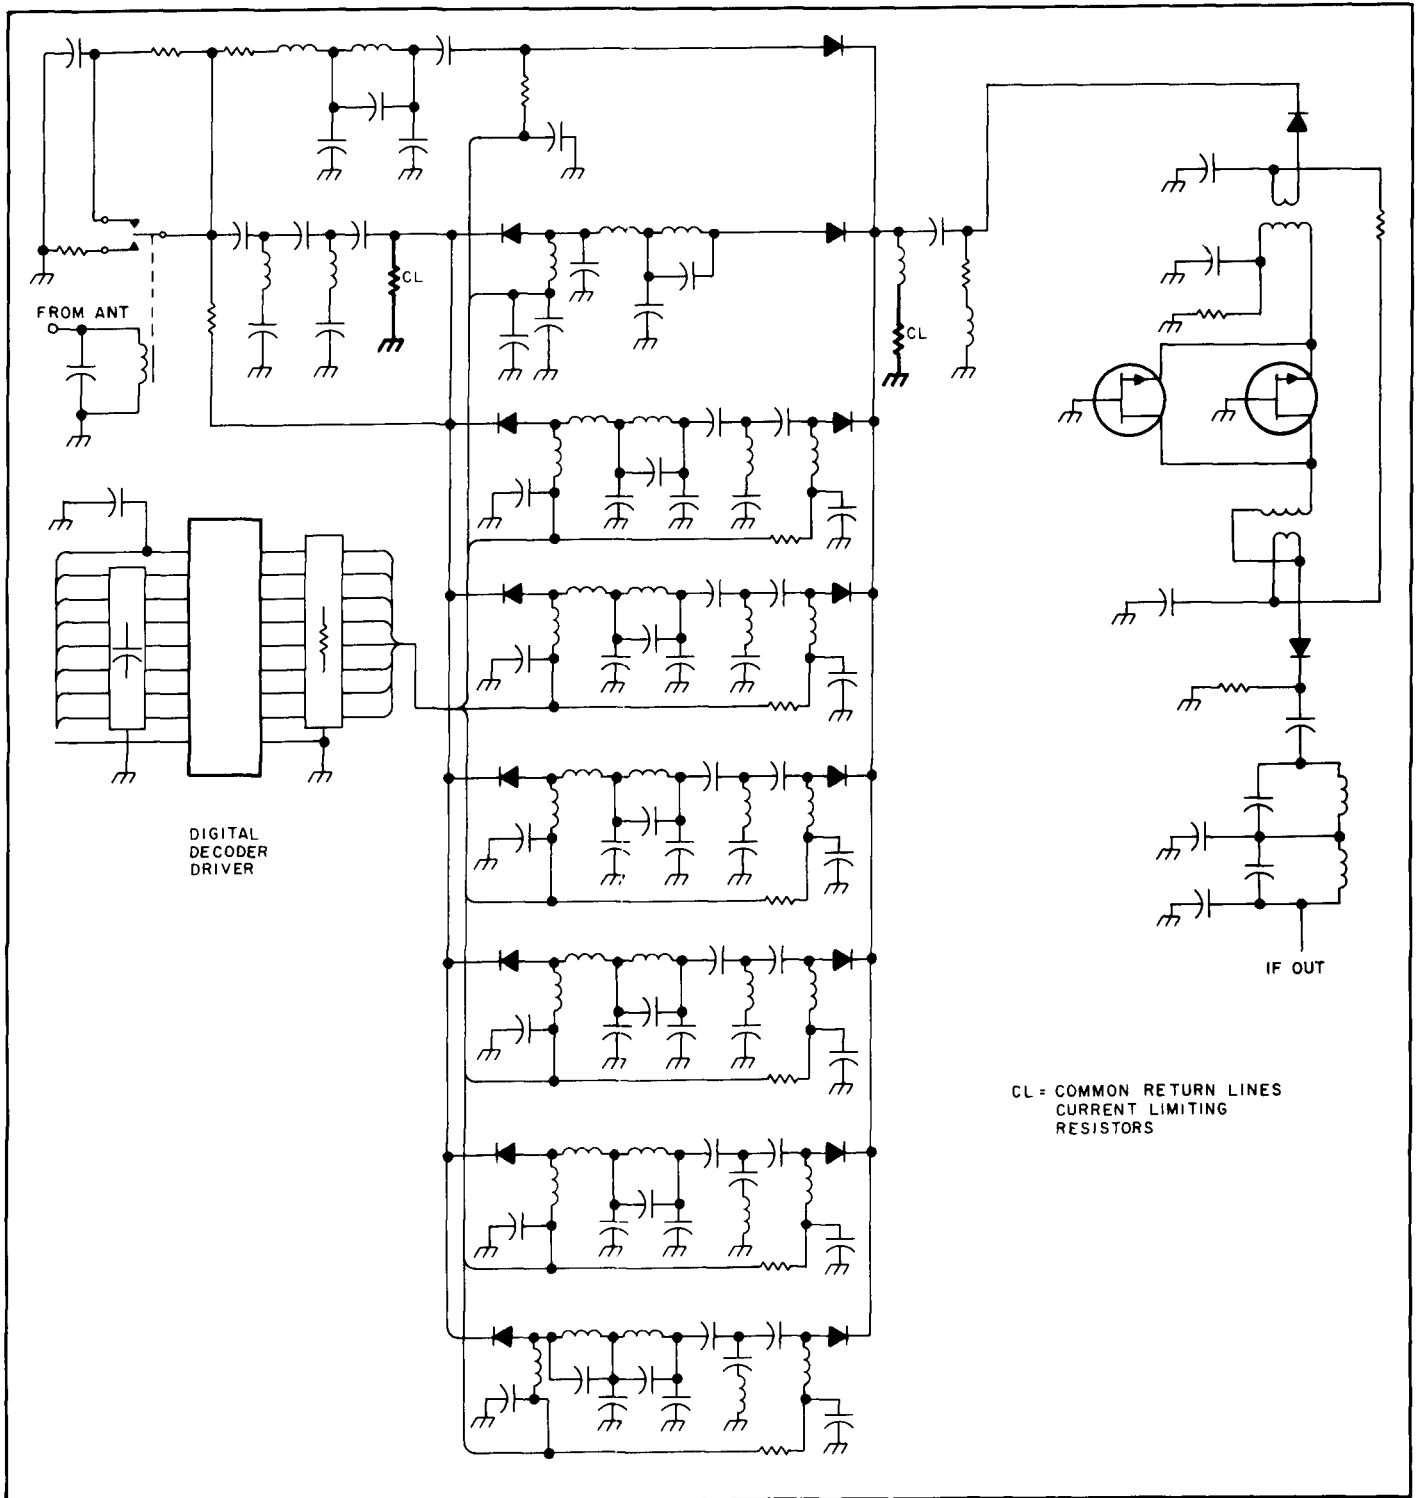 CL
FROM ANT
CL
DIGITAL
DECODER
DRIVER
IF OUT
CL = COMMON RETURN LINES
CURRENT LIMITING
RESISTORS